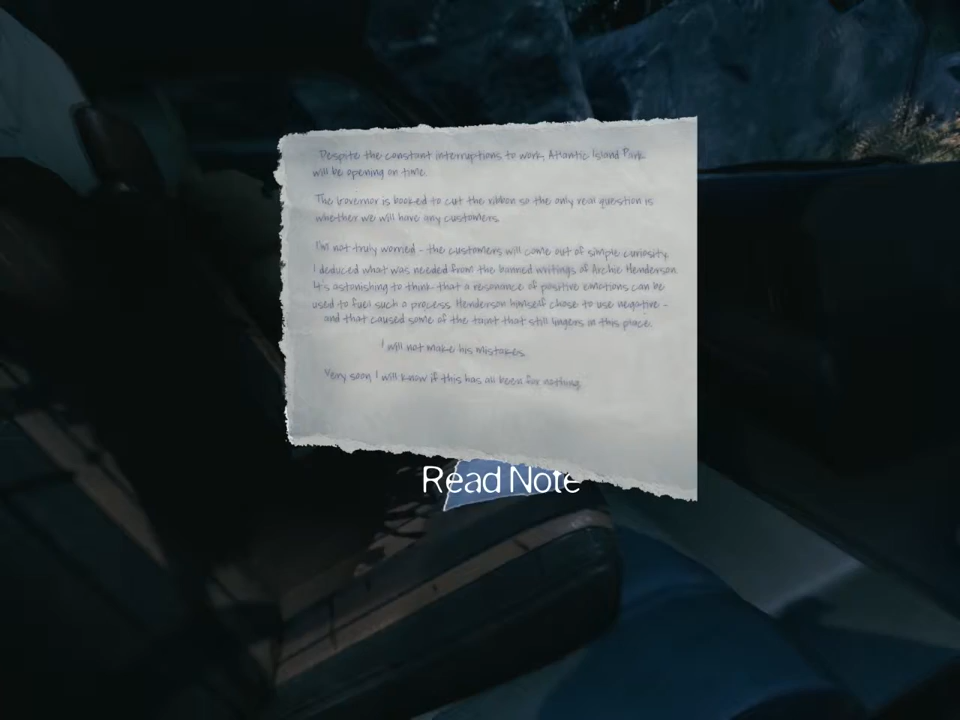 Despite the constant interruptions to work, Atlantic Island Park
will be opening on time.
The Governor is booked to cut the ribbon so the only real question is
whether we will have any customers.
I'm not truly worried - the customers will come out of simple curiosity.
I deduced what was needed from the banned writings of Archie Henderson.
It's astonishing to think that a resonance of positive emotions can be
used to fuel such a process. Henderson himself chose to use negative -
and that caused some of the taint that still lingers in this place.
I will not make his mistakes.
Very soon I will know if this has all been for nothing.
Read Note